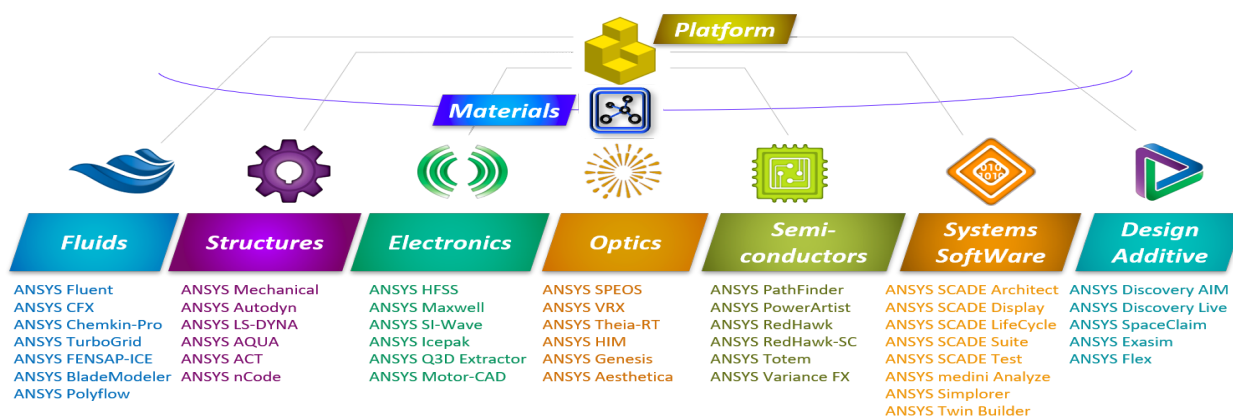 Platform
Materials
Fluids
ANSYS Fluent
ANSYS CFX
ANSYS Chemkin-Pro
ANSYS TurboGrid
ANSYS FENSAP-ICE
ANSYS BladeModeler
ANSYS Polyflow
Structures
ANSYS Mechanical
ANSYS Autodyn
ANSYS LS-DYNA
ANSYS AQUA
ANSYS ACT
ANSYS nCode
Electronics
ANSYS HFSS
ANSYS Maxwell
ANSYS SI-Wave
ANSYS Icepak
ANSYS Q3D Extractor
ANSYS Motor-CAD
Optics
ANSYS SPEOS
ANSYS VRX
ANSYS Theia-RT
ANSYS HIM
ANSYS Genesis
ANSYS Aesthetica
Semi-
conductors
ANSYS PathFinder
ANSYS PowerArtist
ANSYS RedHawk
ANSYS RedHawk-SC
ANSYS Totem
ANSYS Variance FX
010
1010
Systems
SoftWare
ANSYS SCADE Architect
ANSYS SCADE Display
ANSYS SCADE LifeCycle
ANSYS SCADE Suite
ANSYS SCADE Test
ANSYS medini Analyze
ANSYS Simplorer
ANSYS Twin Builder
Design
Additive
ANSYS Discovery AIM
ANSYS Discovery Live
ANSYS SpaceClaim
ANSYS Exasim
ANSYS Flex